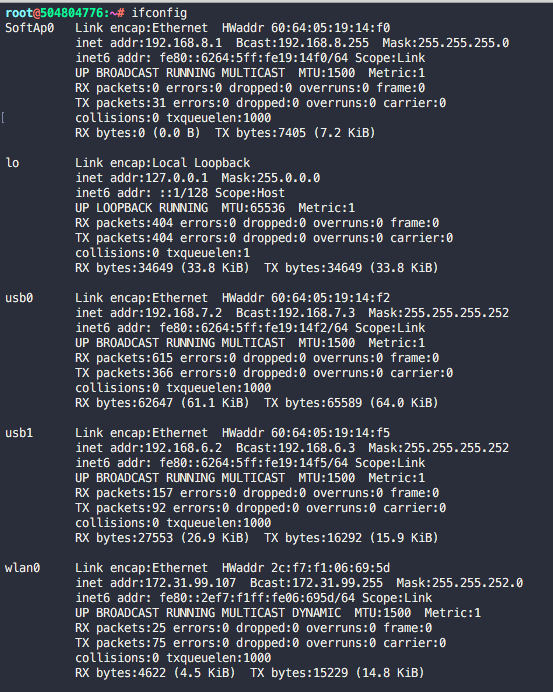 root@504804776:~# ifconfig
SoftAp0   Link encap:Ethernet  HWaddr 60:64:05:19:14:f0
          inet addr:192.168.8.1  Bcast:192.168.8.255  Mask:255.255.255.0
          inet6 addr: fe80::6264:5ff:fe19:14f0/64 Scope:Link
          UP BROADCAST RUNNING MULTICAST  MTU:1500  Metric:1
          RX packets:0 errors:0 dropped:0 overruns:0 frame:0
          TX packets:31 errors:0 dropped:0 overruns:0 carrier:0
          collisions:0 txqueuelen:1000
          RX bytes:0 (0.0 B)  TX bytes:7405 (7.2 KiB)

lo        Link encap:Local Loopback
          inet addr:127.0.0.1  Mask:255.0.0.0
          inet6 addr: ::1/128 Scope:Host
          UP LOOPBACK RUNNING  MTU:65536  Metric:1
          RX packets:404 errors:0 dropped:0 overruns:0 frame:0
          TX packets:404 errors:0 dropped:0 overruns:0 carrier:0
          collisions:0 txqueuelen:1
          RX bytes:34649 (33.8 KiB)  TX bytes:34649 (33.8 KiB)

usb0      Link encap:Ethernet  HWaddr 60:64:05:19:14:f2
          inet addr:192.168.7.2  Bcast:192.168.7.3  Mask:255.255.255.252
          inet6 addr: fe80::6264:5ff:fe19:14f2/64 Scope:Link
          UP BROADCAST RUNNING MULTICAST  MTU:1500  Metric:1
          RX packets:615 errors:0 dropped:0 overruns:0 frame:0
          TX packets:366 errors:0 dropped:0 overruns:0 carrier:0
          collisions:0 txqueuelen:1000
          RX bytes:62647 (61.1 KiB)  TX bytes:65589 (64.0 KiB)

usb1      Link encap:Ethernet  HWaddr 60:64:05:19:14:f5
          inet addr:192.168.6.2  Bcast:192.168.6.3  Mask:255.255.255.252
          inet6 addr: fe80::6264:5ff:fe19:14f5/64 Scope:Link
          UP BROADCAST RUNNING MULTICAST  MTU:1500  Metric:1
          RX packets:157 errors:0 dropped:0 overruns:0 frame:0
          TX packets:92 errors:0 dropped:0 overruns:0 carrier:0
          collisions:0 txqueuelen:1000
          RX bytes:27553 (26.9 KiB)  TX bytes:16292 (15.9 KiB)

wlan0     Link encap:Ethernet  HWaddr 2c:f7:f1:06:69:5d
          inet addr:172.31.99.107  Bcast:172.31.99.255  Mask:255.255.252.0
          inet6 addr: fe80::2ef7:f1ff:fe06:695d/64 Scope:Link
          UP BROADCAST RUNNING MULTICAST DYNAMIC  MTU:1500  Metric:1
          RX packets:25 errors:0 dropped:0 overruns:0 frame:0
          TX packets:75 errors:0 dropped:0 overruns:0 carrier:0
          collisions:0 txqueuelen:1000
          RX bytes:4622 (4.5 KiB)  TX bytes:15229 (14.8 KiB)